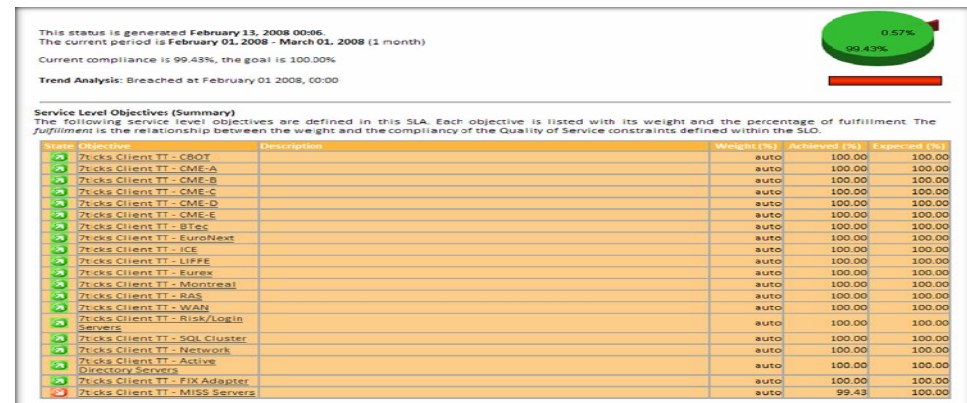 This status is generated February 13, 2008 00:06.
The current period is February 01, 2008 - March 01, 2008 (1 month)
Current compliance is 99.43%, the goal is 100.00%
Trend Analysis: Breached at February 01 2008, 00:00
0.57%
99.43%
Service Level Objectives (Summary)
The following service level objectives are defined in this SLA. Each objective is listed with its weight and the percentage of fulfillment. The
fulfillment is the relationship between the weight and the compliancy of the Quality of Service constraints defined within the SLO.
State Objective Description Weight (%) Achieved (%) Expected (%)
7ticks Client TT - CBOT auto 100.00 100.00
7ticks Client TT - CME-A auto 100.00 100.00
7ticks Client TT - CME-B auto 100.00 100.00
7ticks Client TT - CME-C auto 100.00 100.00
7ticks Client TT - CME-D auto 100.00 100.00
7ticks Client TT - CME-E auto 100.00 100.00
7ticks Client TT - BTec auto 100.00 100.00
7ticks Client TT - EuroNext auto 100.00 100.00
7ticks Client TT - ICE auto 100.00 100.00
7ticks Client TT - LIFFE auto 100.00 100.00
7ticks Client TT - Eurex auto 100.00 100.00
7ticks Client TT - Montreal auto 100.00 100.00
7ticks Client TT - RAS auto 100.00 100.00
7ticks Client TT - WAN auto 100.00 100.00
7ticks Client TT - Risk/Login
Servers auto 100.00 100.00
7ticks Client TT - SQL Cluster auto 100.00 100.00
7ticks Client TT - Network auto 100.00 100.00
7ticks Client TT - Active
Directory Servers auto 100.00 100.00
7ticks Client TT - FIX Adapter auto 100.00 100.00
7ticks Client TT - MISS Servers auto 99.43 100.00